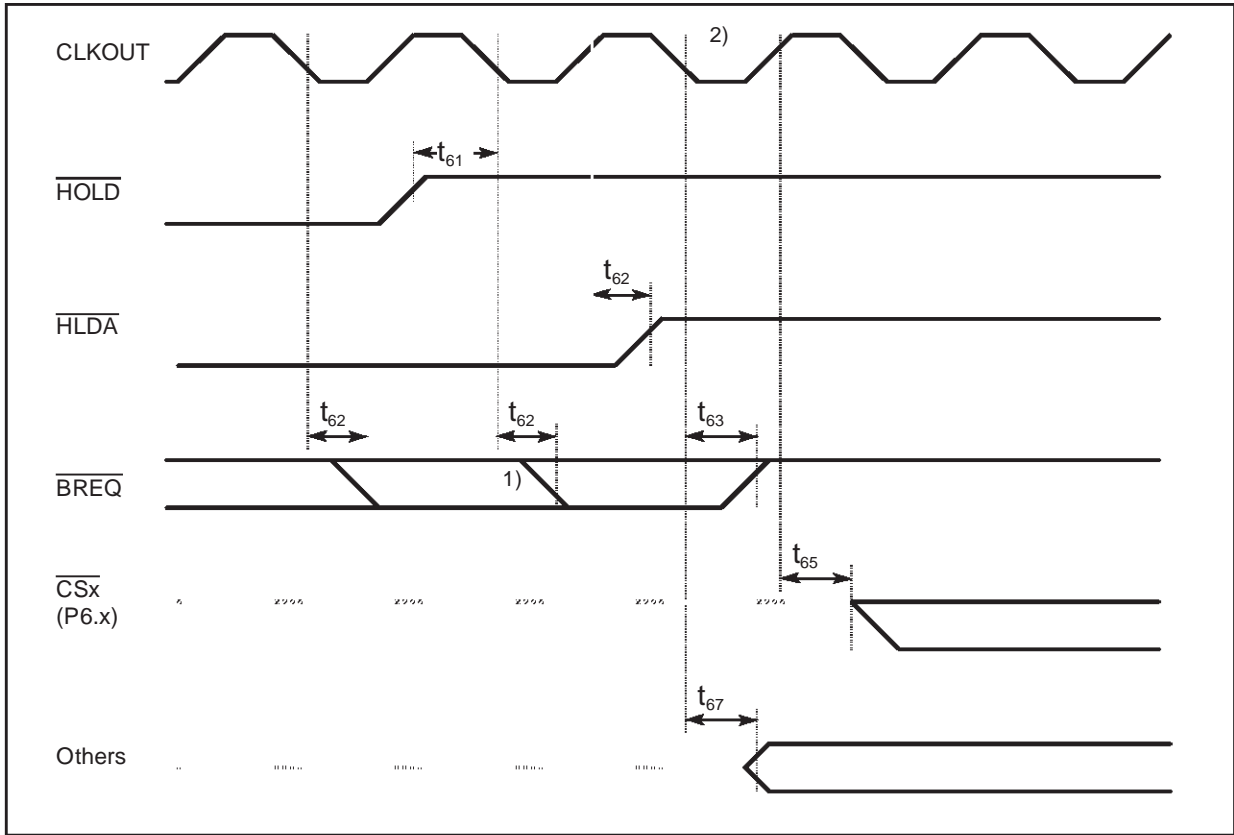 CLKOUT
2)
t61
HOLD
t62
HLDA
t62
t62
t63
BREQ
1)
t65
CSx
(P6.x)
t67
Others